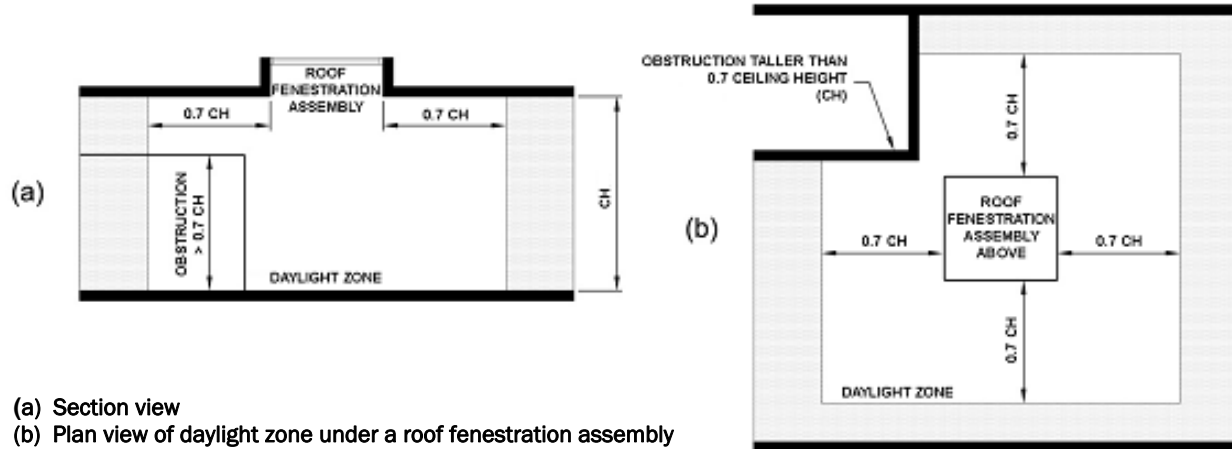 ROOF
FENESTRATION
ASSEMBLY
0.7 CH
0.7 CH
(a)
OBSTRUCTION
> 0.7 CH
CH
DAYLIGHT ZONE
OBSTRUCTION TALLER THAN
0.7 CEILING HEIGHT
(CH)
0.7 CH
(b)
ROOF
FENESTRATION
ASSEMBLY
ABOVE
0.7 CH
0.7 CH
0.7 CH
DAYLIGHT ZONE
(a) Section view
(b) Plan view of daylight zone under a roof fenestration assembly